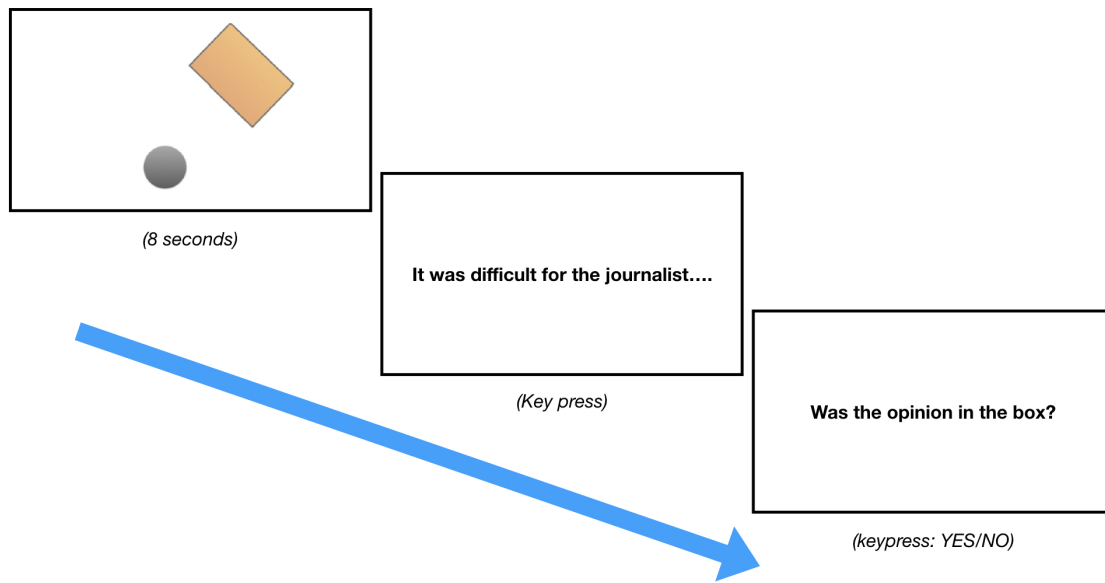 (8 seconds)
It was difficult for the journalist....
(Key press)
Was the opinion in the box?
(keypress: YES/NO)